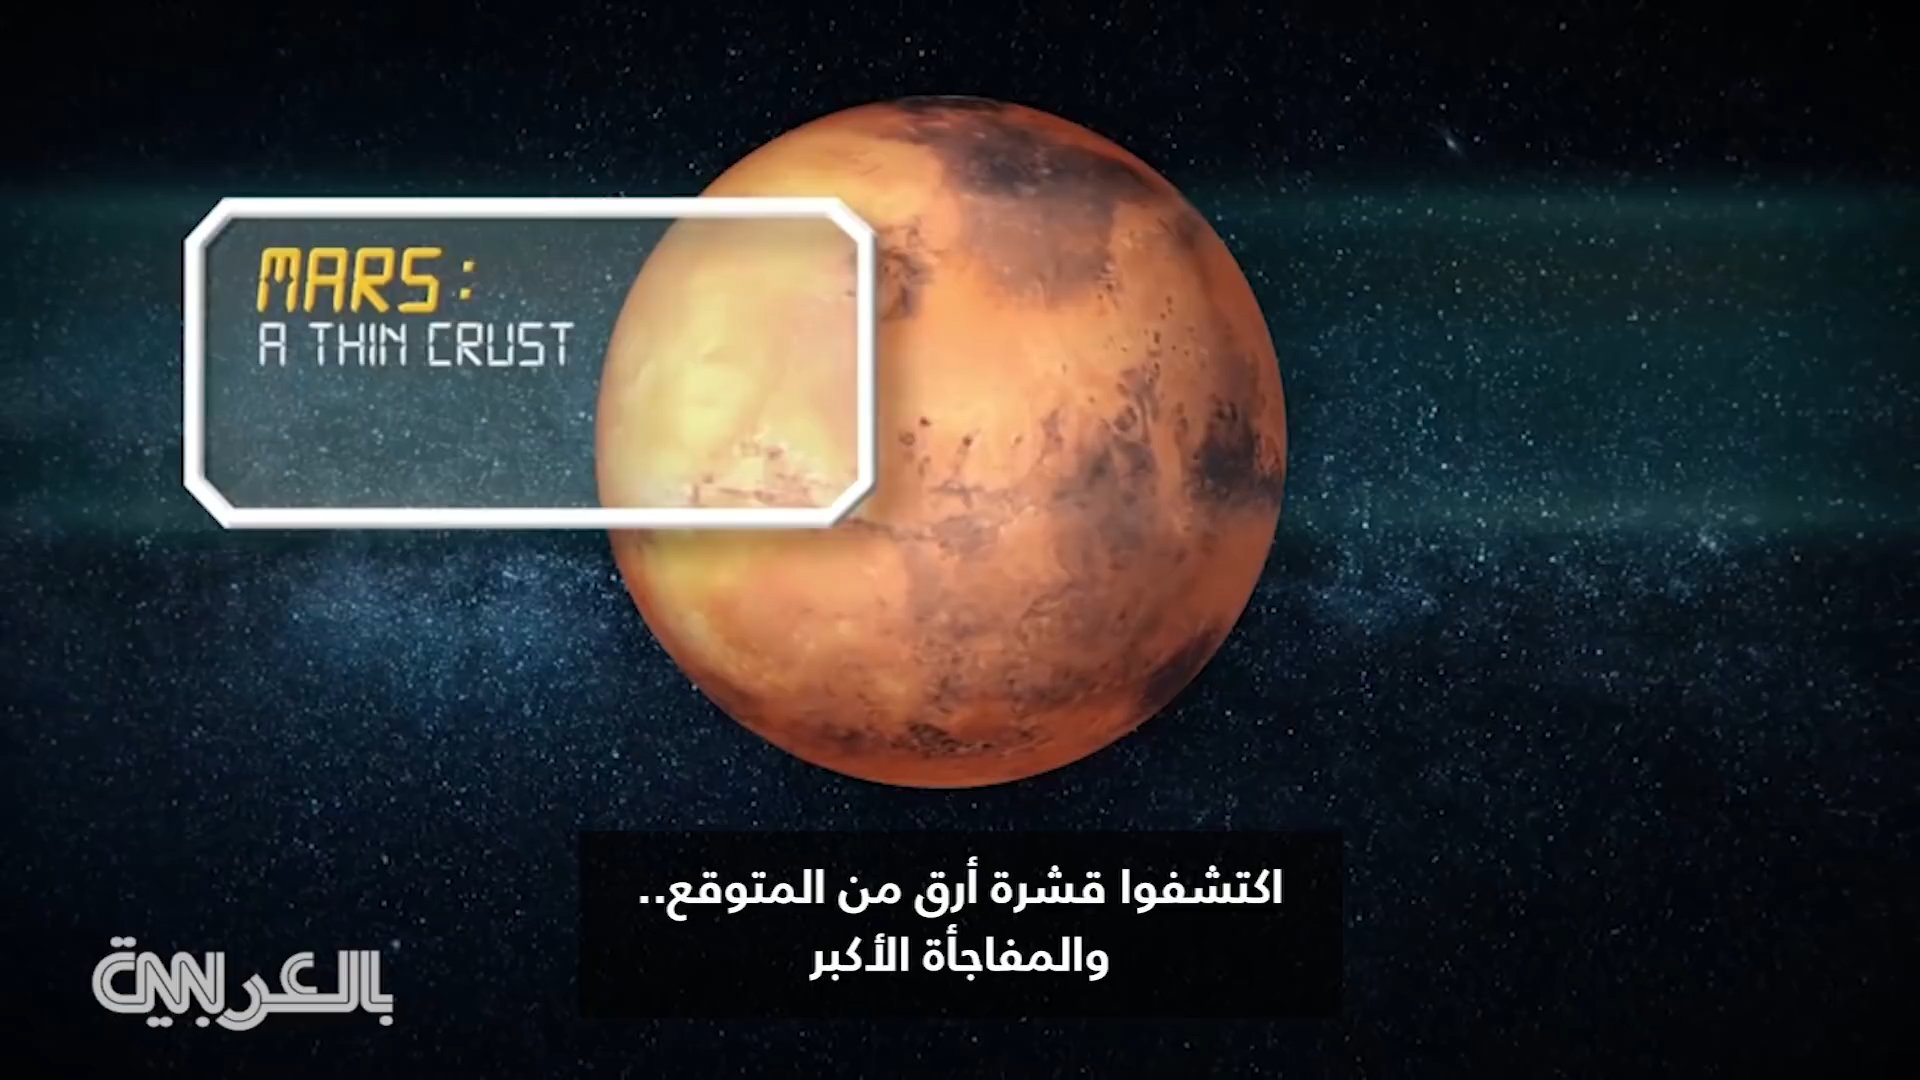 MARS:
A THIN CRUST
اكتشفوا قشرة أرق من المتوقع..
والمفاجأة الأكبر
CNN بالعربية